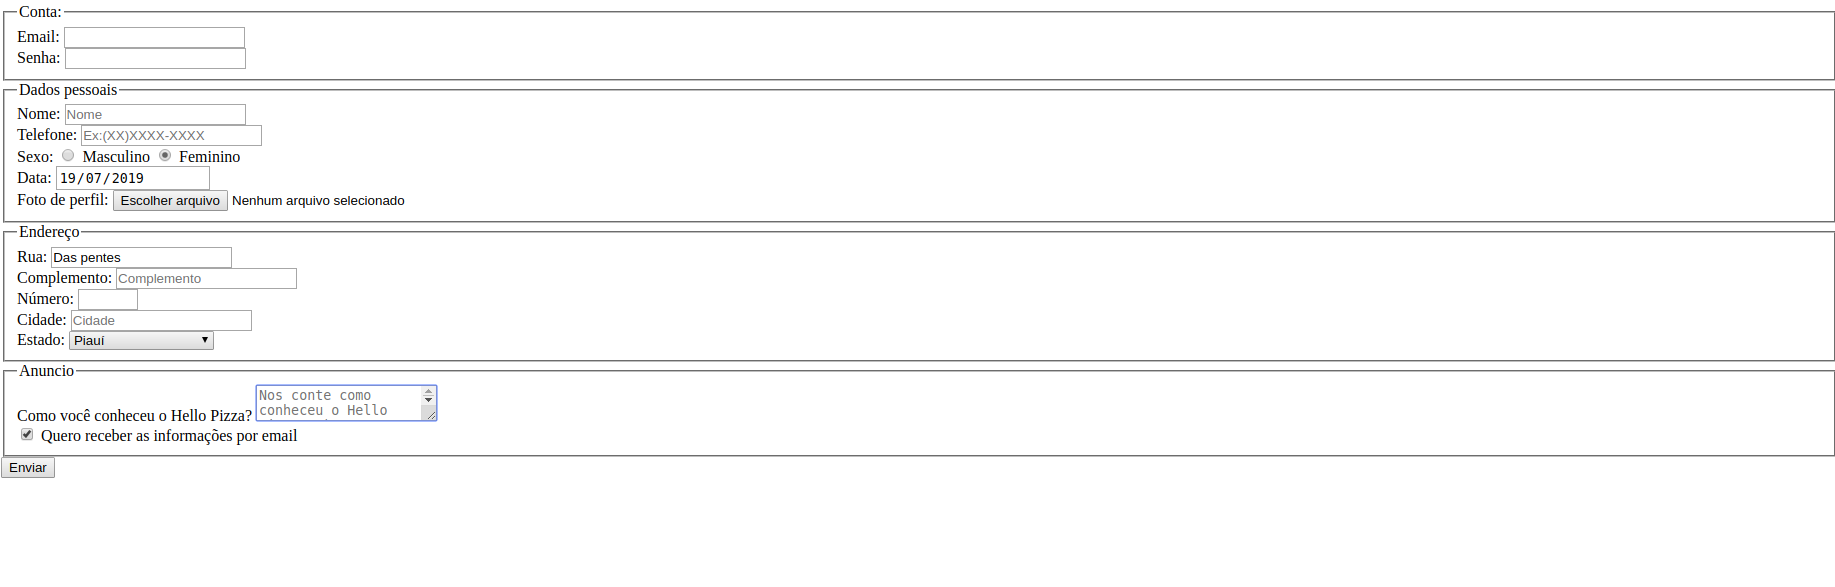 Conta:
Email:
Senha:
Dados pessoais
Nome: Nome
Telefone: Ex:(XX)XXXX-XXXX
Sexo: Masculino Feminino
Data: 19/07/2019
Foto de perfil: Escolher arquivo Nenhum arquivo selecionado
Endereço
Rua: Das pentes
Complemento: Complemento
Número:
Cidade: Cidade
Estado: Piauí
Anuncio
Nos conte como
Como você conheceu o Hello Pizza? conheceu o Hello
Quero receber as informações por email
Enviar